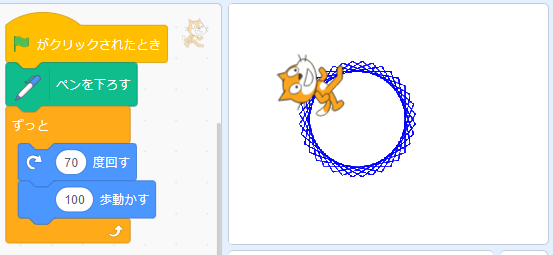 がクリックされたとき
ペンを下ろす
ずっと
70 度回す
100 歩動かす